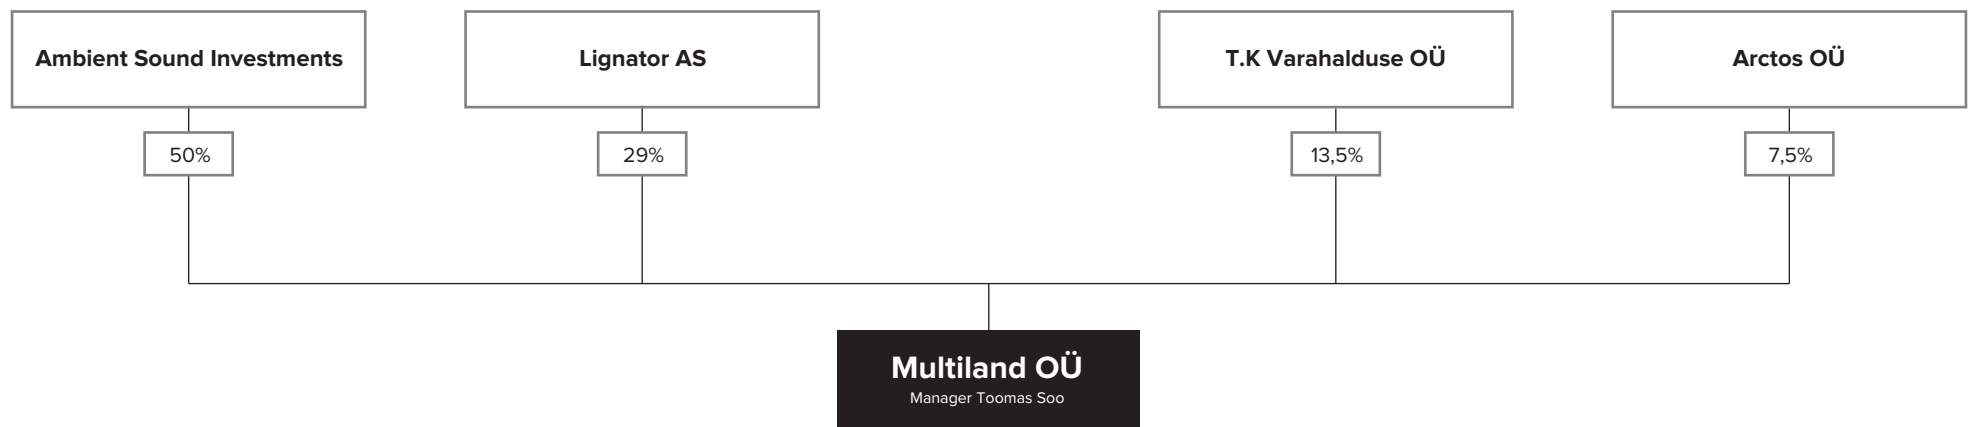 Ambient Sound Investments
Lignator AS
T.K Varahalduse OÜ
Arctos OÜ
50%
29%
13,5%
7,5%
Multiland OÜ
Manager Toomas Soo